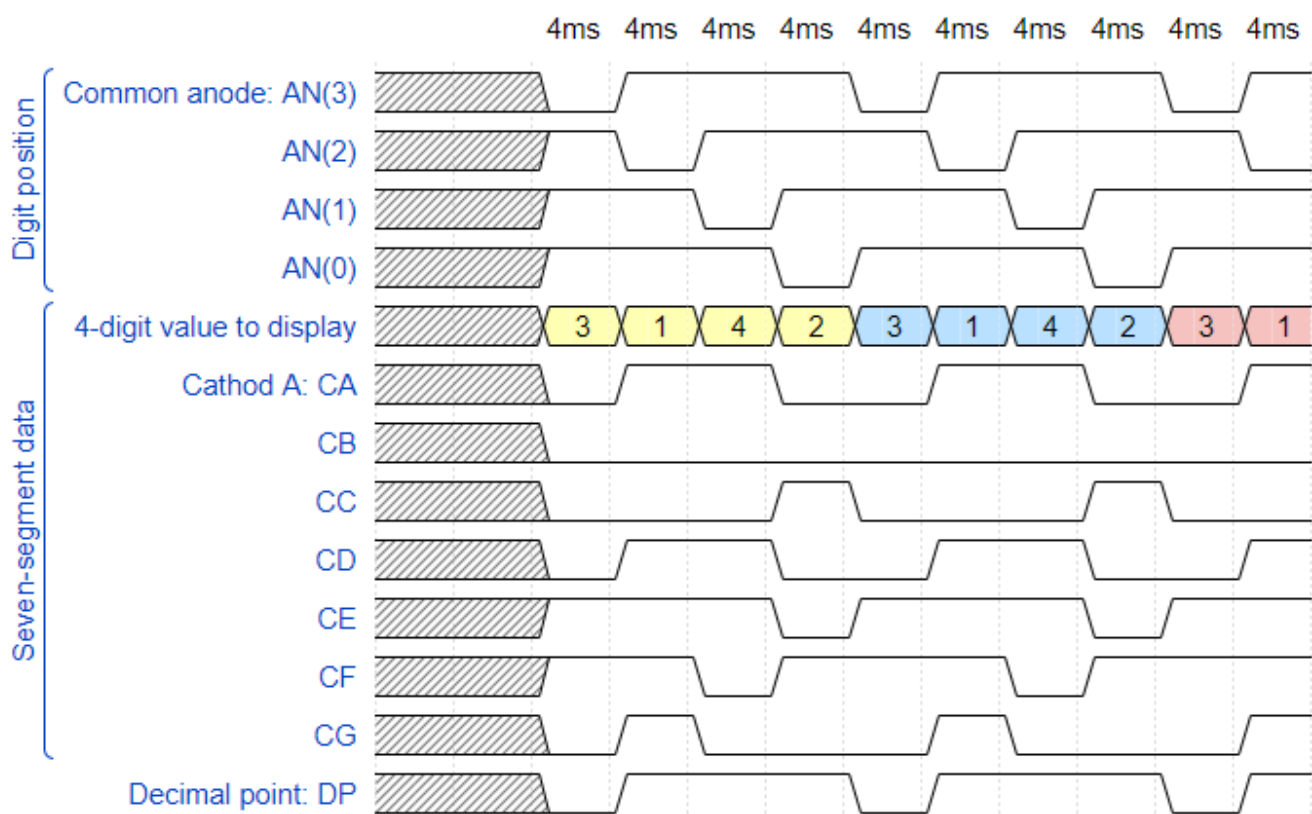 4ms 4ms 4ms 4ms 4ms 4ms 4ms 4ms 4ms 4ms
Digit position
Common anode: AN(3)
AN(2)
AN(1)
AN(0)
Seven-segment data
4-digit value to display 3 1 4 2 3 1 4 2 3 1
Cathod A: CA
CB
CC
CD
CE
CF
CG
Decimal point: DP